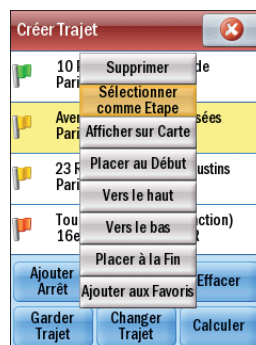 Créer Trajet
10
de
Pari
Supprimer
Sélectionner
comme Etape
Pari
sées
Afficher sur Carte
Placer au Début
23
ustins
Pari
Vers le haut
Vers le bas
Tou
ction)
16e
Placer à la Fin
Ajouter
Arrêt
Effacer
Ajouter aux Favoris
Garder
Trajet
Changer
Trajet
Calculer